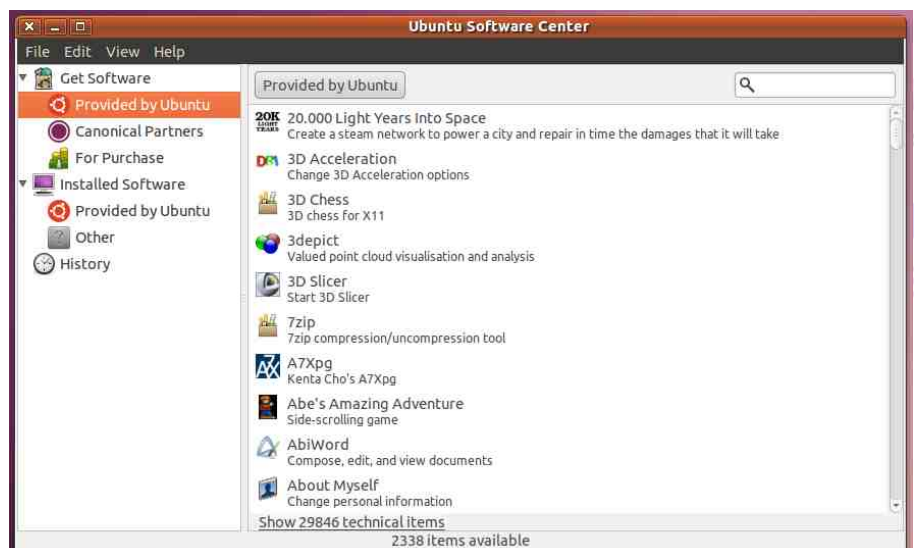 Ubuntu Software Center
File Edit View Help
Get Software
Provided by Ubuntu
Canonical Partners
For Purchase
Installed Software
Provided by Ubuntu
Other
History
Provided by Ubuntu
20K LIGHT YEARS
20.000 Light Years Into Space
Create a steam network to power a city and repair in time the damages that it will take
DRI
3D Acceleration
Change 3D Acceleration options
3D Chess
3D chess for X11
3depict
Valued point cloud visualisation and analysis
3D Slicer
Start 3D Slicer
7zip
7zip compression/uncompression tool
A7Xpg
Kenta Cho's A7Xpg
Abe's Amazing Adventure
Side-scrolling game
AbiWord
Compose, edit, and view documents
About Myself
Change personal information
Show 29846 technical items
2338 items available